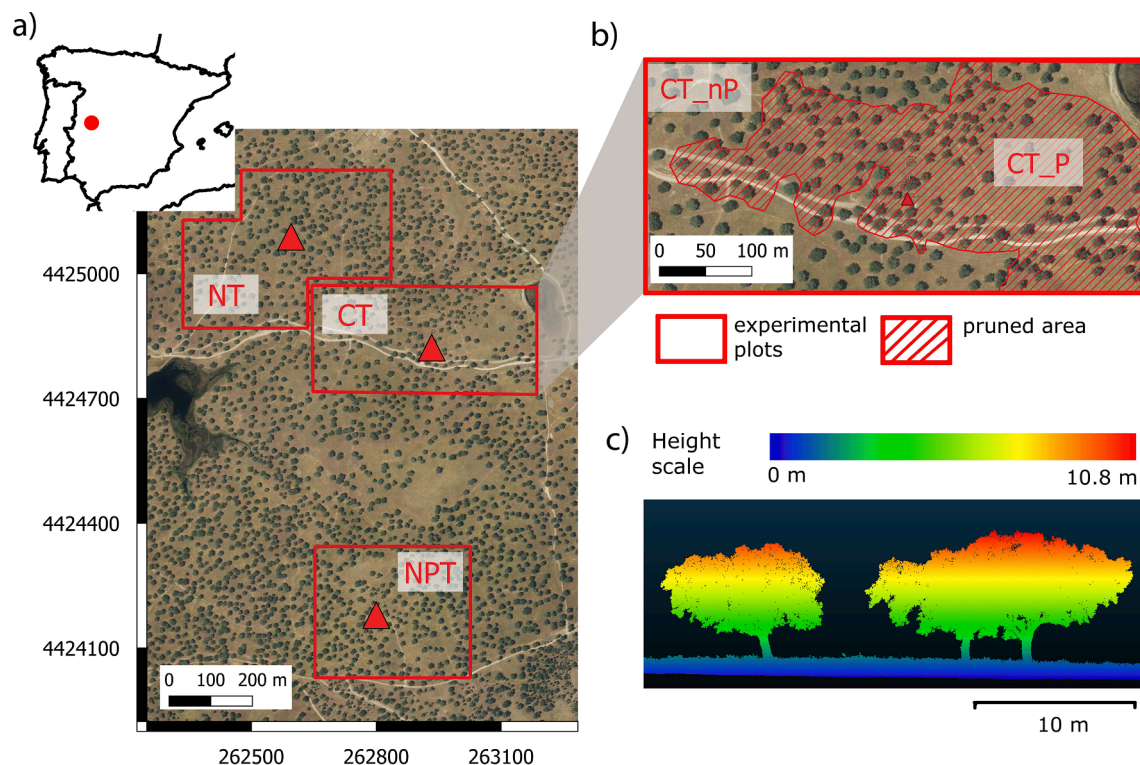 a)
NT
CT
NPT
4425000
4424700
4424400
4424100
0 100 200 m
262500 262800 263100
b)
CT_nP
CT_P
0 50 100 m
experimental
plots
pruned area
c)
Height
scale
0 m
10.8 m
10 m